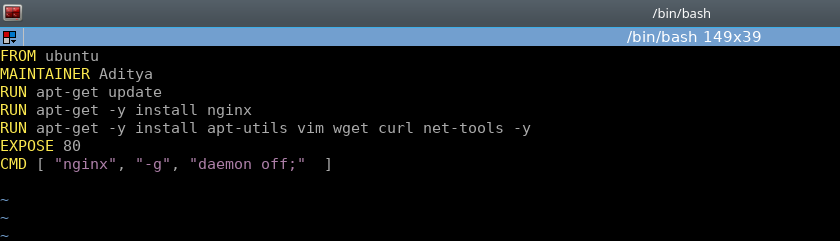 /bin/bash
/bin/bash 149x39
FROM ubuntu
MAINTAINER Aditya
RUN apt-get update
RUN apt-get -y install nginx
RUN apt-get -y install apt-utils vim wget curl net-tools -y
EXPOSE 80
CMD [ "nginx", "-g", "daemon off;"  ]
~
~
~